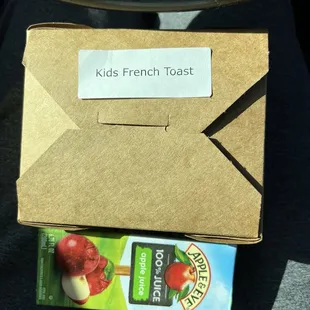 Kids French Toast
100% JUICE
apple juice
APPLE & EVE